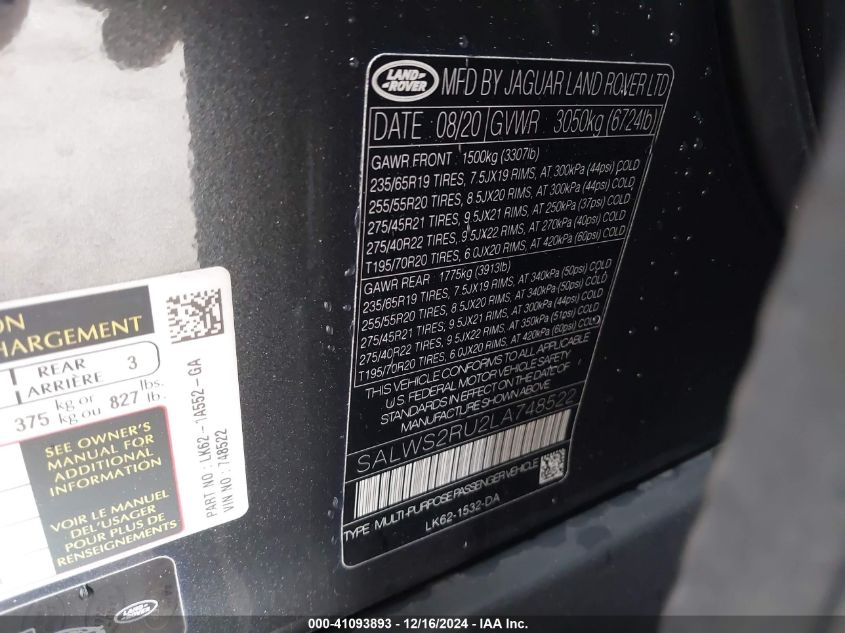 LAND ROVER
MFD BY JAGUAR LAND ROVER LTD
DATE 08/20 GVWR 3050kg (6724lb)
GAWR FRONT : 1500kg (3307lb)
235/65R19 TIRES, 7.5JX19 RIMS, AT 300kPa (44psi) COLD
255/55R20 TIRES, 8.5JX20 RIMS, AT 300kPa (44psi) COLD
275/45R21 TIRES, 9.5JX21 RIMS, AT 250kPa (37psi) COLD
275/40R22 TIRES, 9.5JX22 RIMS, AT 270kPa (40psi) COLD
T195/70R20 TIRES, 6.0JX20 RIMS, AT 420kPa (60psi) COLD
GAWR REAR : 1775kg (3913lb)
235/65R19 TIRES, 7.5JX19 RIMS, AT 340kPa (50psi) COLD
255/55R20 TIRES, 8.5JX20 RIMS, AT 340kPa (50psi) COLD
275/45R21 TIRES, 9.5JX21 RIMS, AT 300kPa (44psi) COLD
275/40R22 TIRES, 9.5JX22 RIMS, AT 350kPa (51psi) COLD
T195/70R20 TIRES, 6.0JX20 RIMS, AT 420kPa (60psi) COLD
THIS VEHICLE CONFORMS TO ALL APPLICABLE
U.S. FEDERAL MOTOR VEHICLE SAFETY
STANDARDS IN EFFECT ON THE DATE OF
MANUFACTURE SHOWN ABOVE
SALWS2RU2LA748522
TYPE MULTI-PURPOSE PASSENGER VEHICLE
LK62-1532-DA
ON
HARGEMENT
REAR 3
ARRIÈRE
375 kg or 827 lbs.
kg ou lb.
SEE OWNER'S
MANUAL FOR
ADDITIONAL
INFORMATION
VOIR LE MANUEL
DEL'USAGER
POUR PLUS DE
RENSEIGNEMENTS
PART NO : LK62-1A552-GA
VIN NO : 748522
LAND ROVER
000-41093893 - 12/16/2024 - IAA Inc.